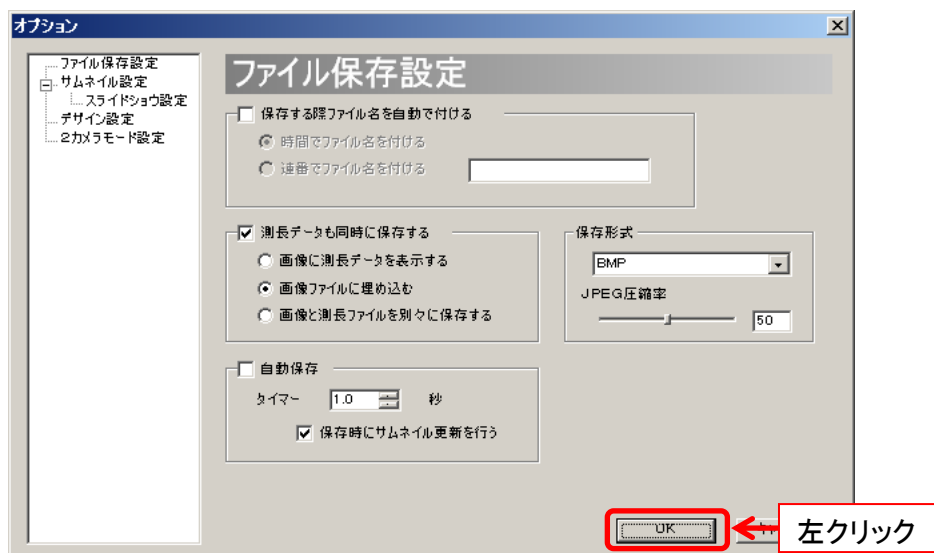 オプション
ファイル保存設定
サムネイル設定
スライドショウ設定
デザイン設定
2カメラモード設定
ファイル保存設定
保存する際ファイル名を自動で付ける
時間でファイル名を付ける
連番でファイル名を付ける
測長データも同時に保存する
画像に測長データを表示する
画像ファイルに埋め込む
画像と測長ファイルを別々に保存する
保存形式
BMP
JPEG圧縮率
50
自動保存
タイマー 1.0 秒
保存時にサムネイル更新を行う
OK
左クリック